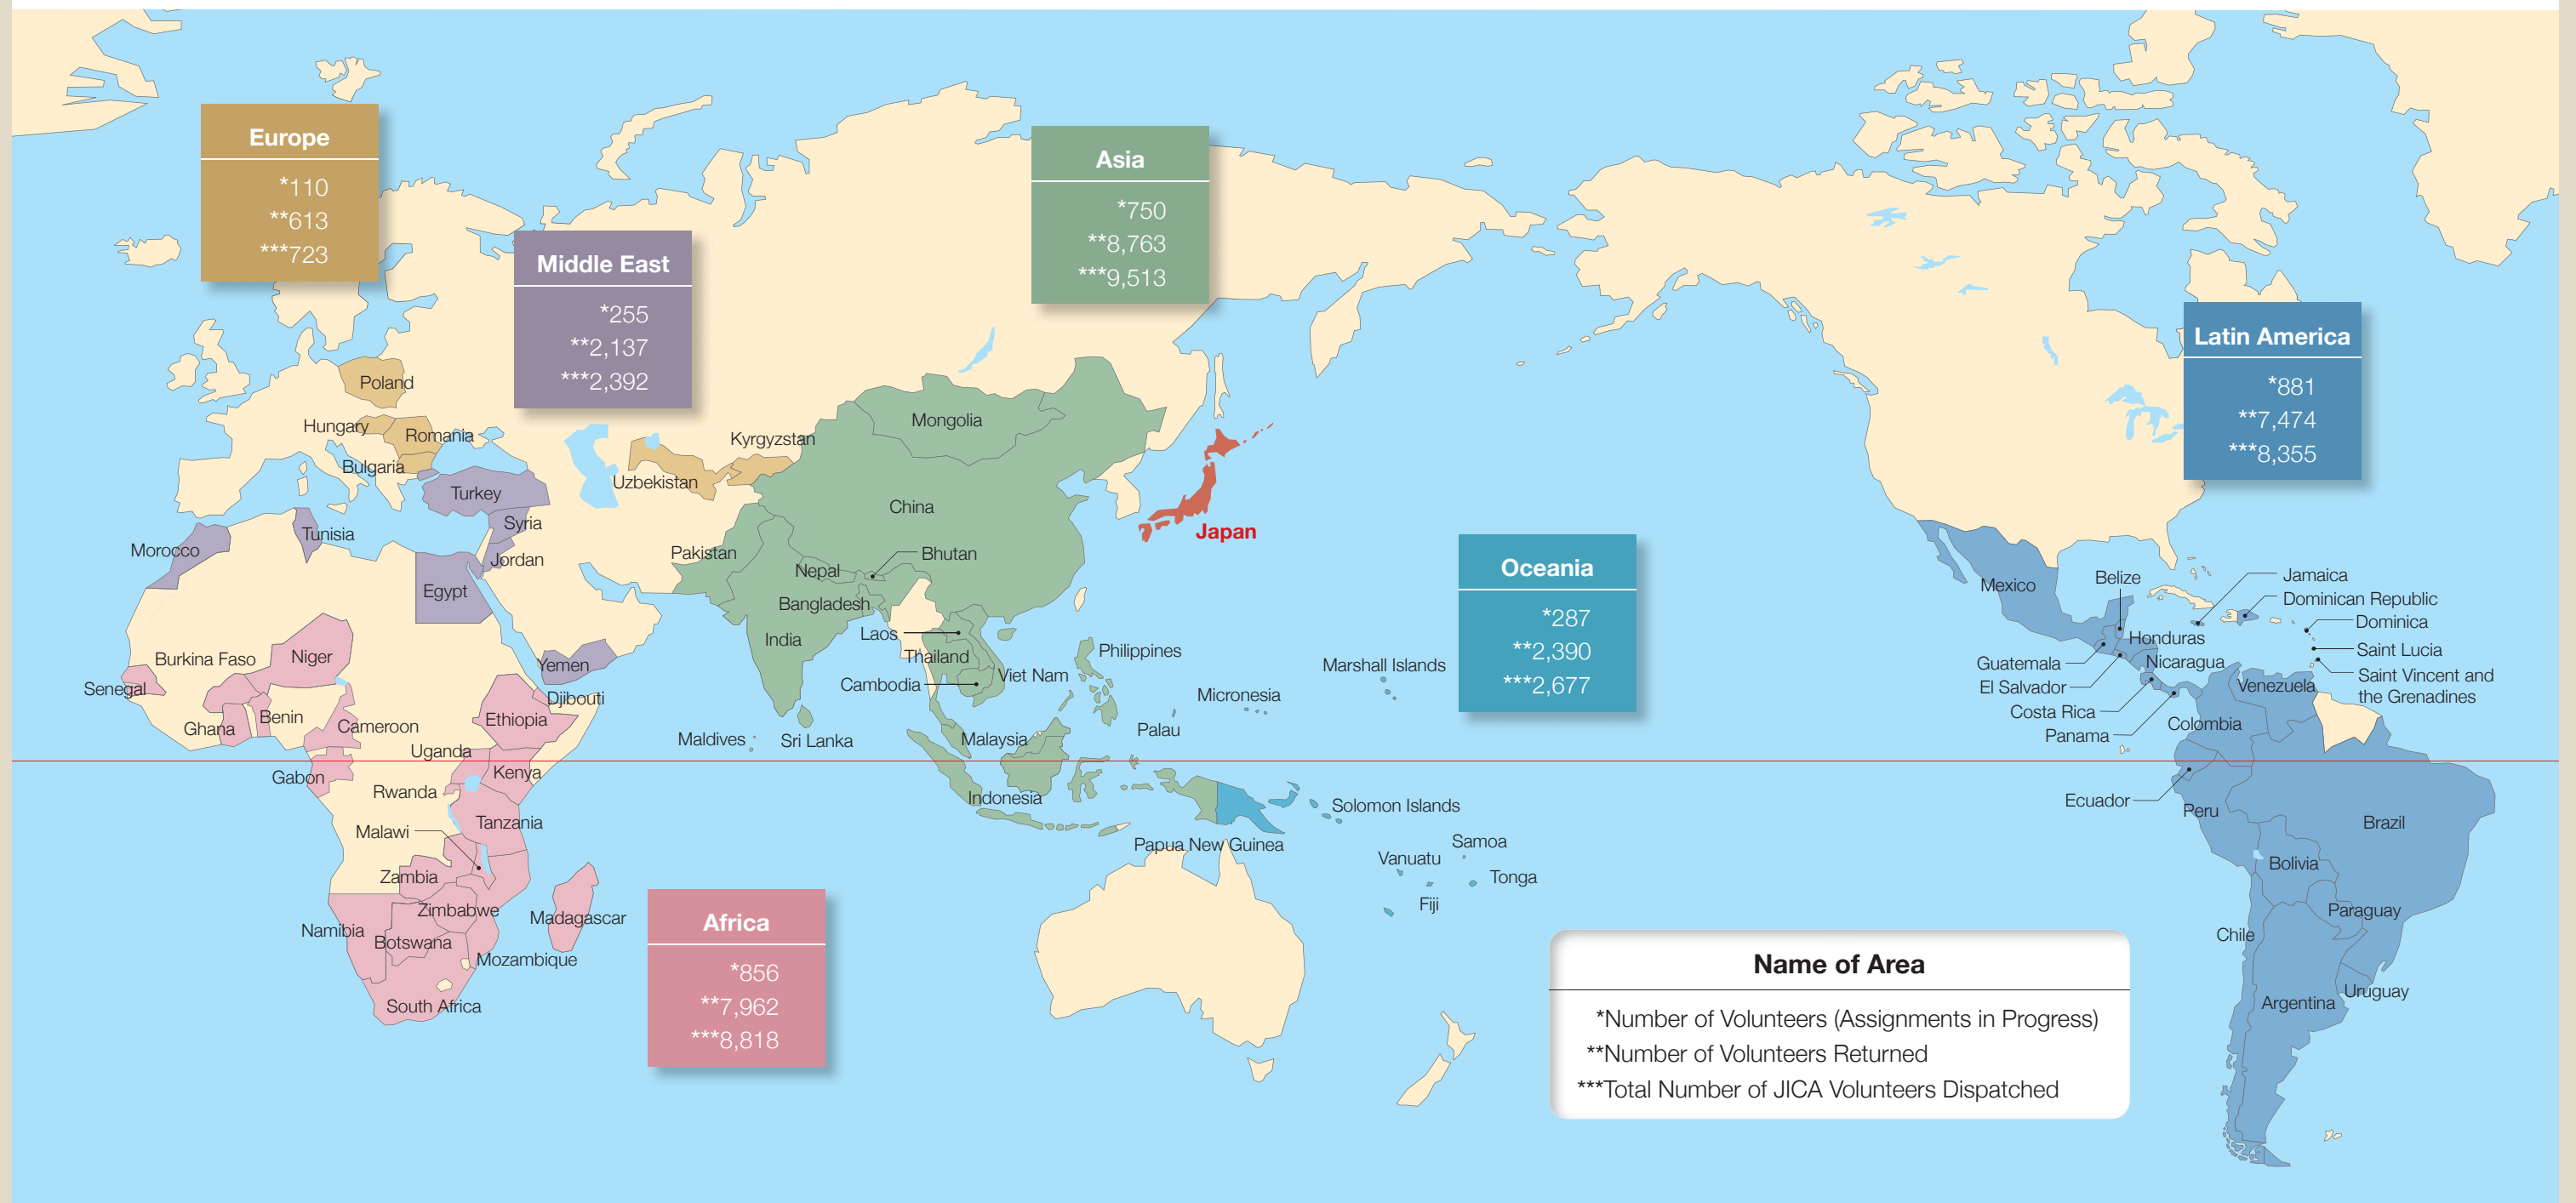 Europe
*110
**613
***723
Middle East
*255
**2,137
***2,392
Asia
*750
**8,763
***9,513
Latin America
*881
**7,474
***8,355
Oceania
*287
**2,390
***2,677
Africa
*856
**7,962
***8,818
Poland
Hungary
Romania
Bulgaria
Uzbekistan
Kyrgyzstan
Turkey
Syria
Jordan
Tunisia
Morocco
Egypt
Yemen
Mongolia
China
Japan
Pakistan
Nepal
Bhutan
Bangladesh
India
Laos
Thailand
Cambodia
Viet Nam
Philippines
Maldives
Sri Lanka
Malaysia
Indonesia
Burkina Faso
Niger
Senegal
Ghana
Benin
Cameroon
Djibouti
Ethiopia
Uganda
Gabon
Kenya
Rwanda
Tanzania
Malawi
Zambia
Zimbabwe
Madagascar
Namibia
Botswana
Mozambique
South Africa
Marshall Islands
Micronesia
Palau
Solomon Islands
Papua New Guinea
Samoa
Vanuatu
Tonga
Fiji
Mexico
Belize
Jamaica
Dominican Republic
Dominica
Honduras
Saint Lucia
Guatemala
Nicaragua
Saint Vincent and
the Grenadines
El Salvador
Venezuela
Costa Rica
Colombia
Panama
Ecuador
Peru
Brazil
Bolivia
Paraguay
Chile
Uruguay
Argentina
Name of Area
*Number of Volunteers (Assignments in Progress)
**Number of Volunteers Returned
***Total Number of JICA Volunteers Dispatched